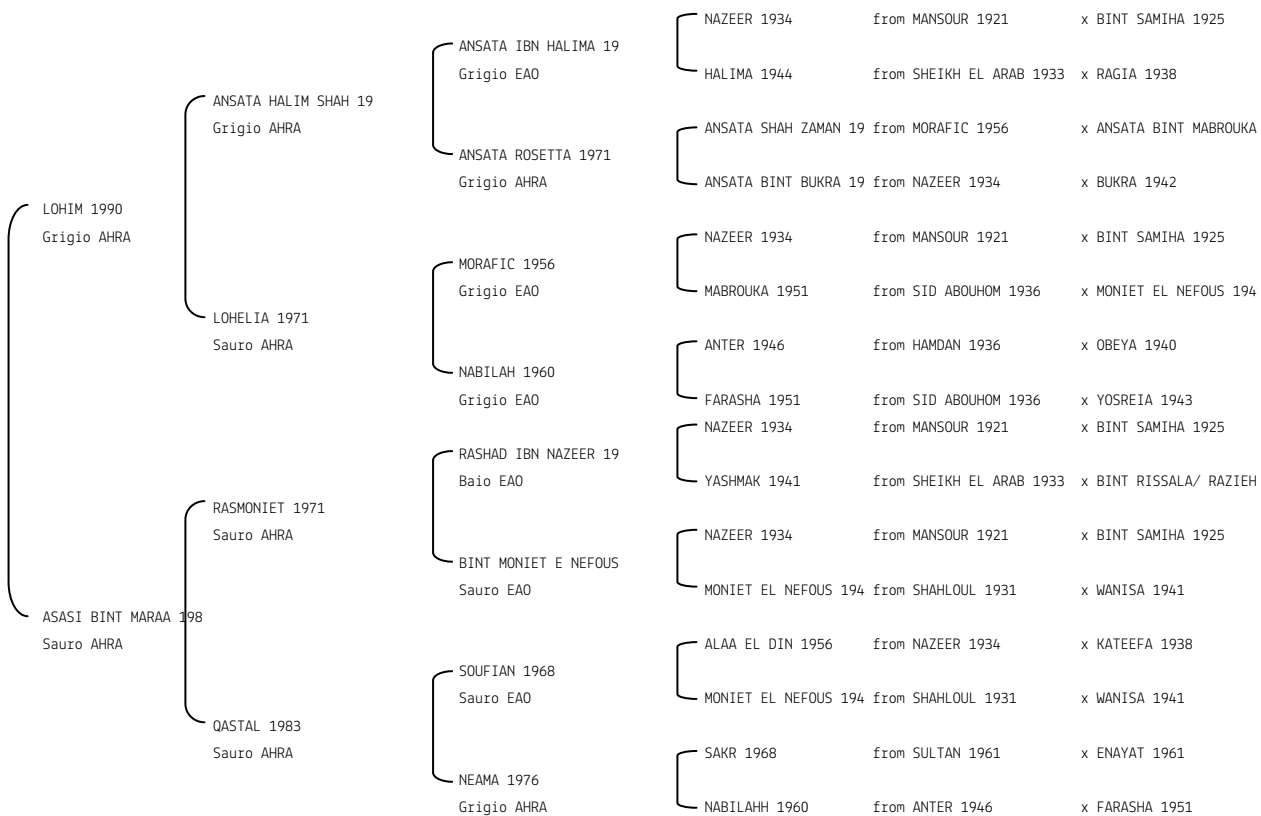 NAZEER 1934 from MANSOUR 1921 x BINT SAMIHA 1925
ANSATA IBN HALIMA 19
Grigio EAO HALIMA 1944 from SHEIKH EL ARAB 1933 x RAGIA 1938
ANSATA HALIM SHAH 19
Grigio AHRA ANSATA SHAH ZAMAN 19 from MORAFIC 1956 x ANSATA BINT MABROUKA
ANSATA ROSETTA 1971
Grigio AHRA ANSATA BINT BUKRA 19 from NAZEER 1934 x BUKRA 1942
LOHIM 1990
Grigio AHRA NAZEER 1934 from MANSOUR 1921 x BINT SAMIHA 1925
MORAFIC 1956
Grigio EAO MABROUKA 1951 from SID ABOUHOM 1936 x MONIET EL NEFOUS 194
LOHELIA 1971
Sauro AHRA ANTER 1946 from HAMDAN 1936 x OBEYA 1940
NABILAH 1960
Grigio EAO FARASHA 1951 from SID ABOUHOM 1936 x YOSREIA 1943
NAZEER 1934 from MANSOUR 1921 x BINT SAMIHA 1925
RASHAD IBN NAZEER 19
Baio EAO YASHMAK 1941 from SHEIKH EL ARAB 1933 x BINT RISSALA/ RAZIEH
RASMONIET 1971
Sauro AHRA NAZEER 1934 from MANSOUR 1921 x BINT SAMIHA 1925
BINT MONIET E NEFOUS
Sauro EAO MONIET EL NEFOUS 194 from SHAHLOUL 1931 x WANISA 1941
ASASI BINT MARAA 198
Sauro AHRA ALAA EL DIN 1956 from NAZEER 1934 x KATEEFA 1938
SOUFIAN 1968
Sauro EAO MONIET EL NEFOUS 194 from SHAHLOUL 1931 x WANISA 1941
QASTAL 1983
Sauro AHRA SAKR 1968 from SULTAN 1961 x ENAYAT 1961
NEAMA 1976
Grigio AHRA NABILAHH 1960 from ANTER 1946 x FARASHA 1951